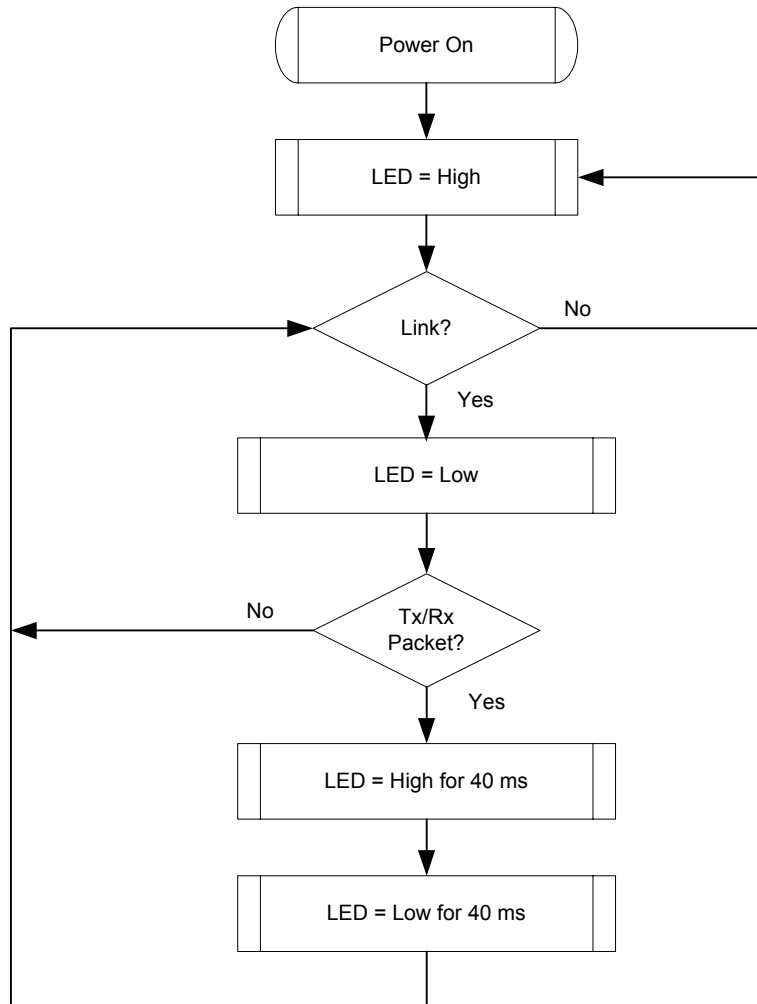 Power On
LED = High
Link?
No
Yes
LED = Low
No
Tx/Rx
Packet?
Yes
LED = High for 40 ms
LED = Low for 40 ms